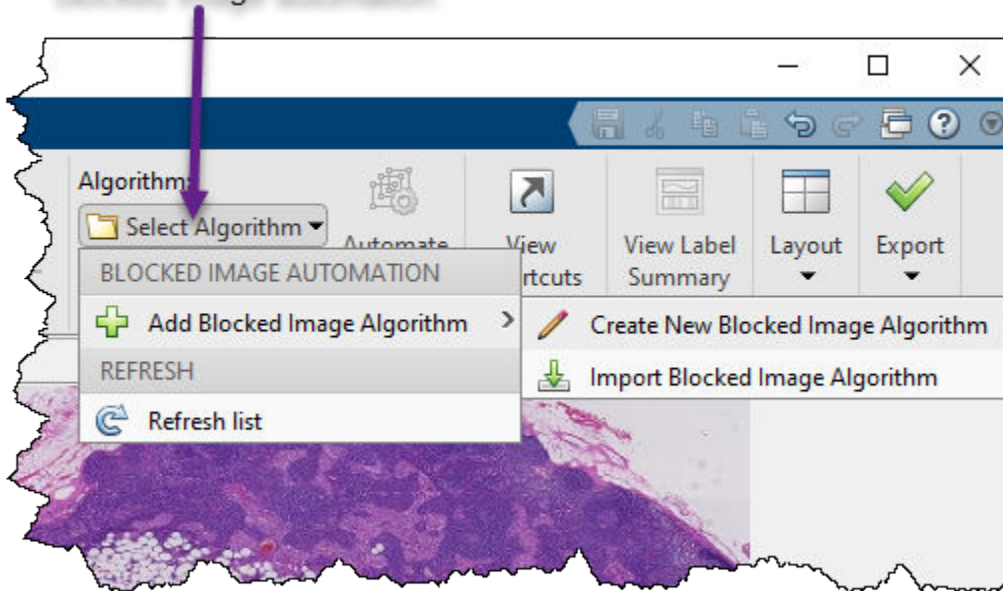 Algorithm:
Select Algorithm
Automate
View
rtcuts
View Label
Summary
Layout
Export
BLOCKED IMAGE AUTOMATION
Add Blocked Image Algorithm
Create New Blocked Image Algorithm
REFRESH
Import Blocked Image Algorithm
Refresh list